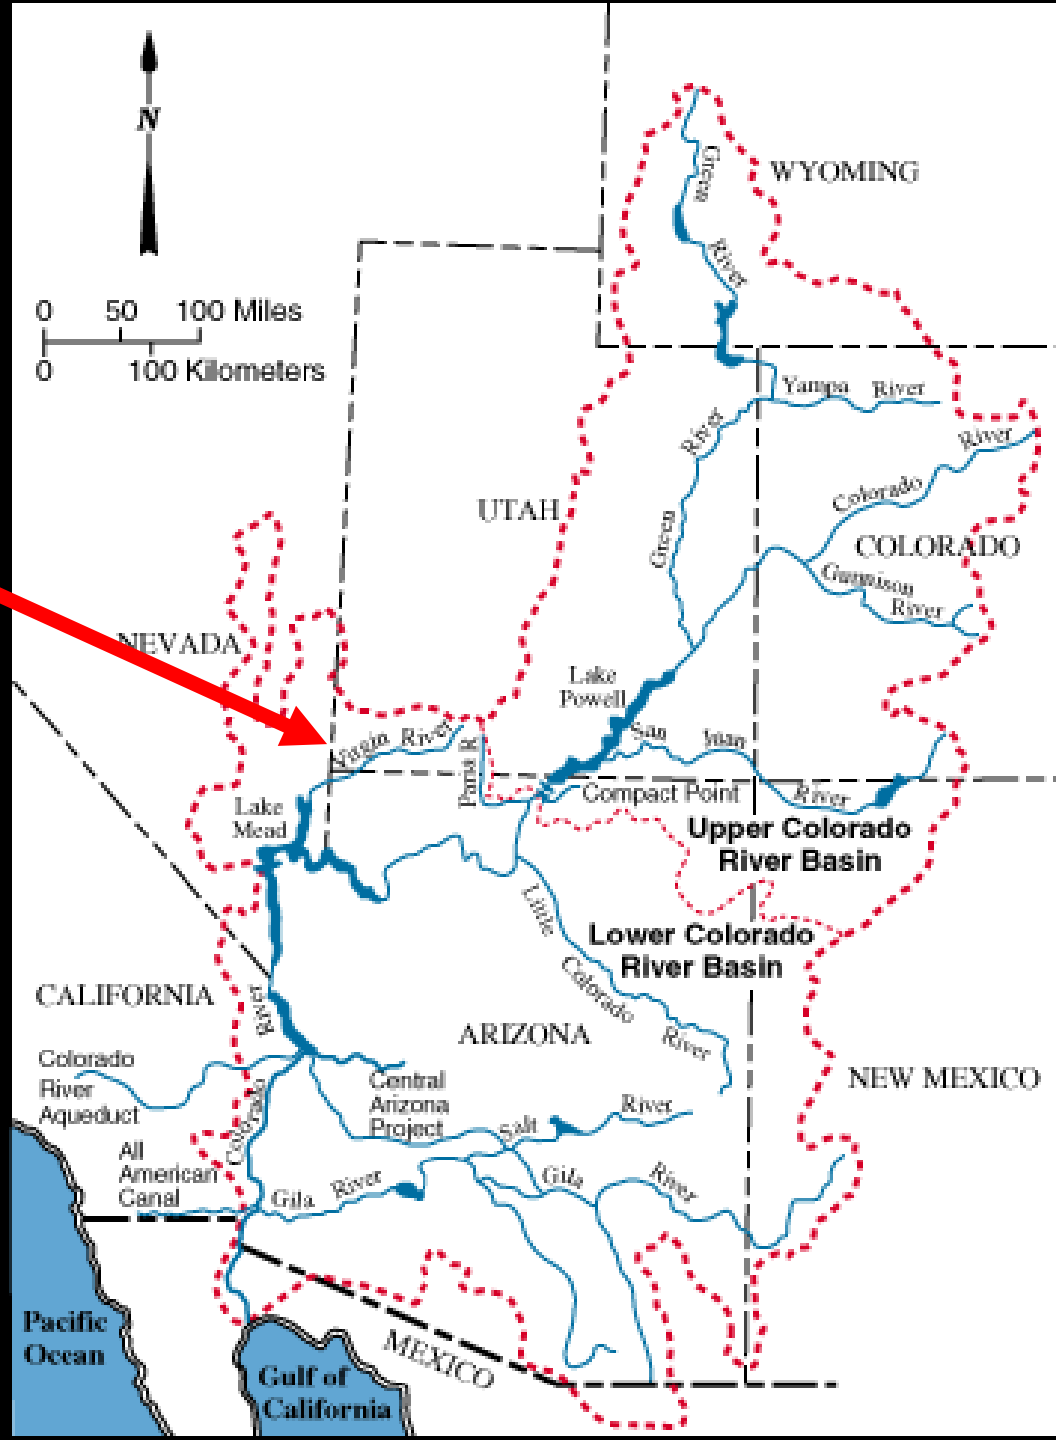 N
WYOMING
Green
River
0 50 100 Miles
0 100 Kilometers
Yampa River
River
Colorado
River
UTAH
Green
COLORADO
Gunnison
River
NEVADA
Lake
Powell
San Juan
River
Virgin River
Paria R
Compact Point
Lake
Mead
Upper Colorado
River Basin
Little
Colorado
River
Lower Colorado
River Basin
CALIFORNIA
River
Colorado
ARIZONA
NEW MEXICO
Colorado
River
Aqueduct
Central
Arizona
Project
Salt River
All
American
Canal
Gila River
Gila River
Pacific
Ocean
MEXICO
Gulf of
California